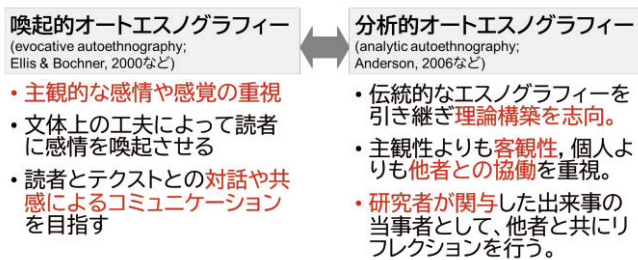 喚起的オートエスノグラフィー
(evocative autoethnography;
Ellis & Bochner, 2000など)
• 主観的な感情や感覚の重視
• 文体上の工夫によって読者
に感情を喚起させる
• 読者とテクストとの対話や共
感によるコミュニケーション
を目指す
分析的オートエスノグラフィー
(analytic autoethnography;
Anderson, 2006など)
• 伝統的なエスノグラフィーを
引き継ぎ理論構築を志向。
• 主観性よりも客観性, 個人よ
りも他者との協働を重視。
• 研究者が関与した出来事の
当事者として、他者と共にリ
フレクションを行う。